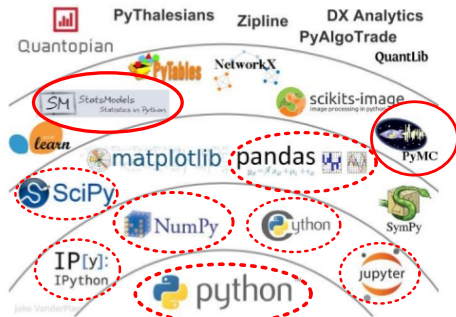 PyThalesians
Zipline
DX Analytics
Quantopian
PyAlgoTrade
QuantLib
PyTables
NetworkX
SM StatsModels
Statistics in Python
scikits-image
image processing in python
learn
matplotlib
pandas
PyMC
SciPy
NumPy
Cython
SymPy
IP[y]:
IPython
python
jupyter